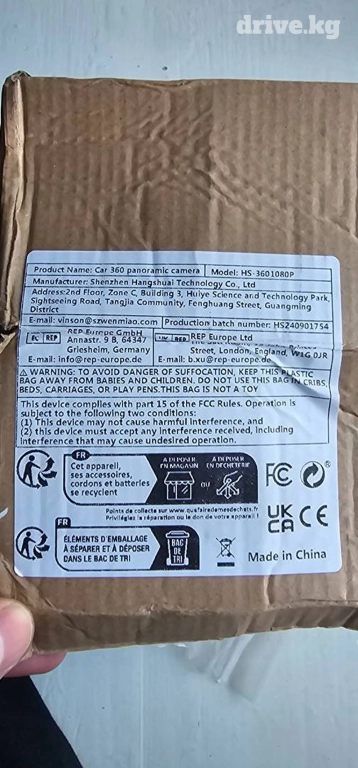 drive.kg
Product Name: Car 360 panoramic camera Model: HS-3601080P
Manufacturer: Shenzhen Hangshuai Technology Co., Ltd
Address:2nd Floor, Zone C, Building 3, Huiye Science and Technology Park,
Sightseeing Road, Tangjia Community, Fenghuang Street, Guangming
District
E-mail: vinson@szwenmiao.com Production batch number: HS240901754
EC REP
REP Europe GmbH
Annastr. 9 B, 64347
Griesheim, Germany
E-mail: info@rep-europe.de
REP
REP Europe Ltd
Street, London, England, W1G 0JR
E-mail: b.xu@rep-europe.de
⚠ WARNING: TO AVOID DANGER OF SUFFOCATION, KEEP THIS PLASTIC
BAG AWAY FROM BABIES AND CHILDREN. DO NOT USE THIS BAG IN CRIBS,
BEDS, CARRIAGES, OR PLAY PENS.THIS BAG IS NOT A TOY
This device complies with part 15 of the FCC Rules. Operation is
subject to the following two conditions:
(1) This device may not cause harmful interference, and
(2) this device must accept any interference received, including
interference that may cause undesired operation.
FR
Cet appareil,
ses accessoires,
cordons et batteries
se recyclent
À DÉPOSER
EN MAGASIN
OU
À DÉPOSER
EN DÉCHÈTERIE
Points de collecte sur www.quefairedemesdechets.fr
Privilégiez la réparation ou le don de votre appareil !
FC
UK
CA CE
FR
ÉLÉMENTS D'EMBALLAGE
À SÉPARER ET À DÉPOSER
DANS LE BAC DE TRI
BAC
DE
TRI
Made in China